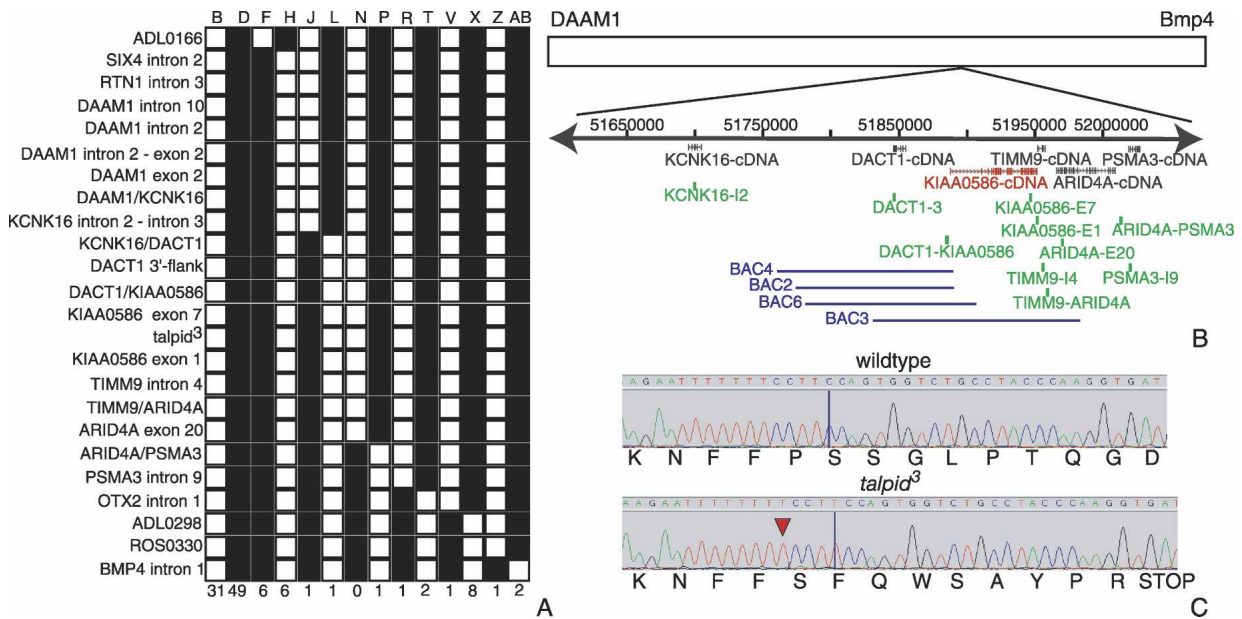 B D F H J L N P R T V X Z AB
ADL0166
SIX4 intron 2
RTN1 intron 3
DAAM1 intron 10
DAAM1 intron 2
DAAM1 intron 2 - exon 2
DAAM1 exon 2
DAAM1/KCNK16
KCNK16 intron 2 - intron 3
KCNK16/DACT1
DACT1 3'-flank
DACT1/KIAA0586
KIAA0586 exon 7
talpid³
KIAA0586 exon 1
TIMM9 intron 4
TIMM9/ARID4A
ARID4A exon 20
ARID4A/PSMA3
PSMA3 intron 9
OTX2 intron 1
ADL0298
ROS0330
BMP4 intron 1
31 49 6 6 1 1 0 1 1 2 1 8 1 2
A
DAAM1 Bmp4
51650000 51750000 51850000 51950000 52000000
KCNK16-cDNA DACT1-cDNA TIMM9-cDNA PSMA3-cDNA
KIAA0586-cDNA ARID4A-cDNA
KCNK16-I2 DACT1-3 KIAA0586-E7
KIAA0586-E1 ARID4A-PSMA3
DACT1-KIAA0586 ARID4A-E20
BAC4 TIMM9-I4 PSMA3-I9
BAC2
BAC6 TIMM9-ARID4A
BAC3
B
wildtype
A G A A T T T T T T T C C T T C C A G T G G T C T G C C T A C C C A A G G T G A T
K N F F P S S G L P T Q G D
talpid³
A A G A A T T T T T T T T C C T T C C A G T G G T C T G C C T A C C C A A G G T G A T
K N F F S F Q W S A Y P R STOP
C